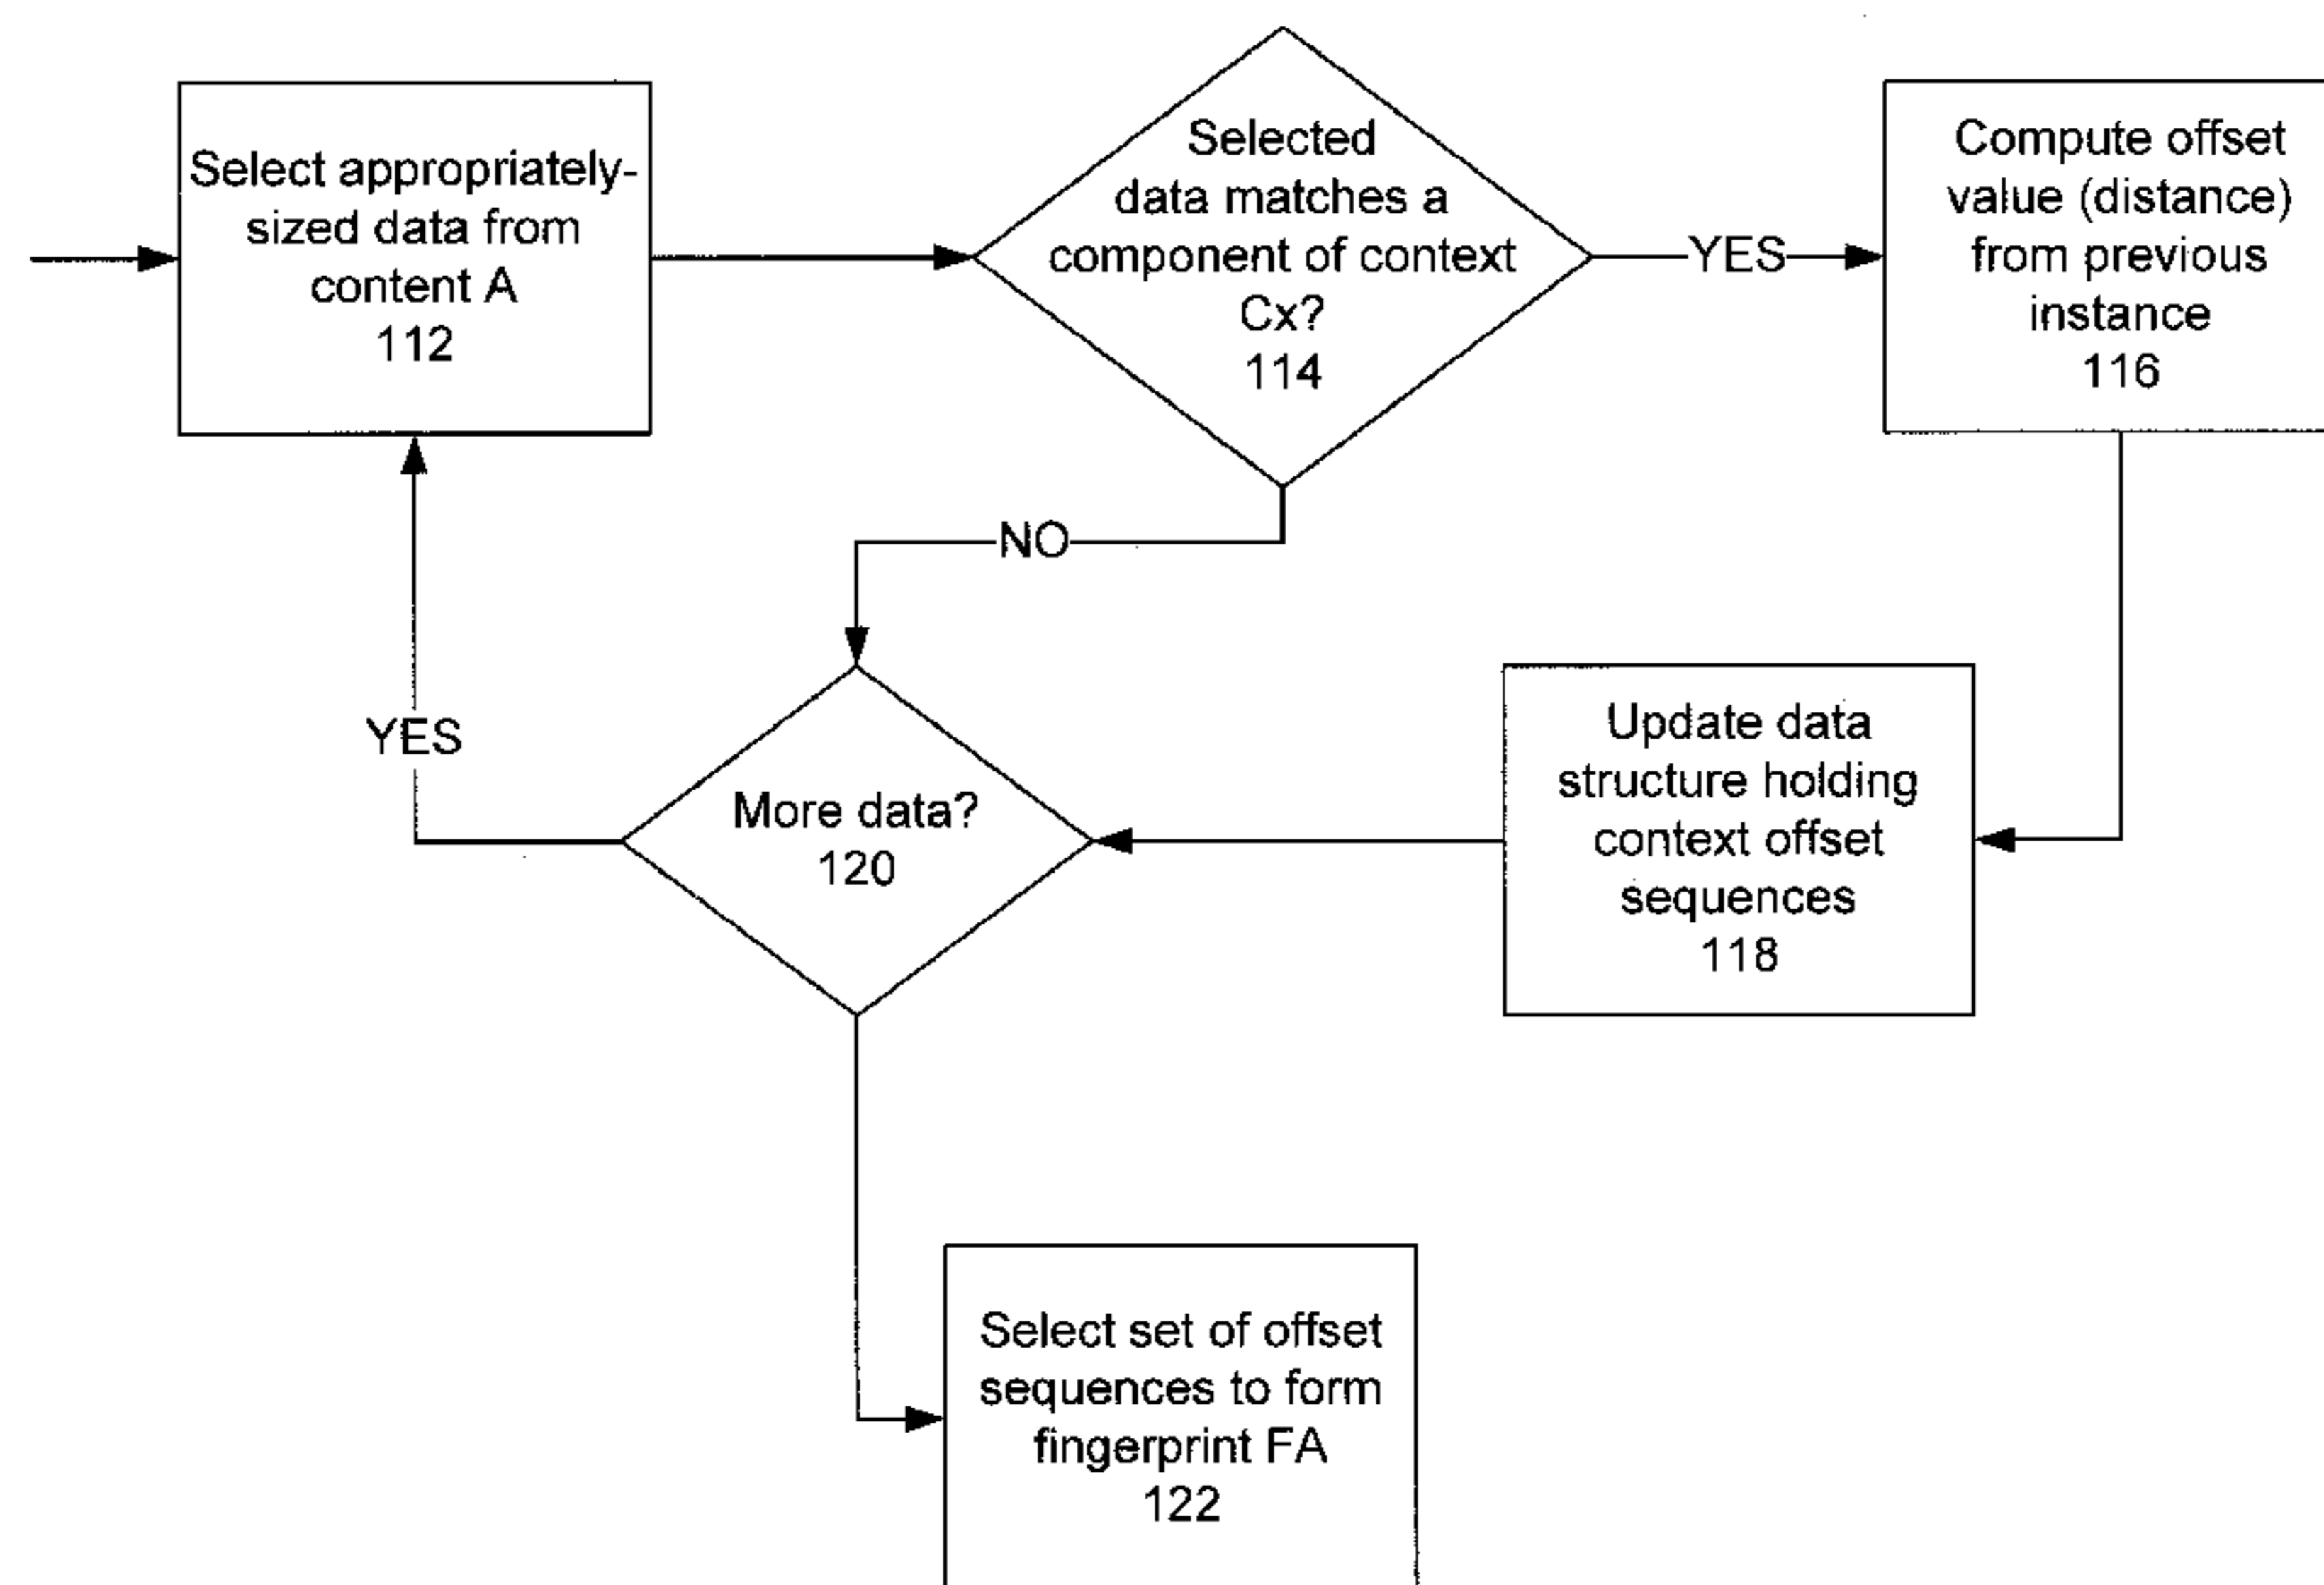 Select appropriately-
sized data from
content A
112
Selected
data matches a
component of context
Cx?
114
YES
Compute offset
value (distance)
from previous
instance
116
NO
YES
More data?
120
Update data
structure holding
context offset
sequences
118
Select set of offset
sequences to form
fingerprint FA
122